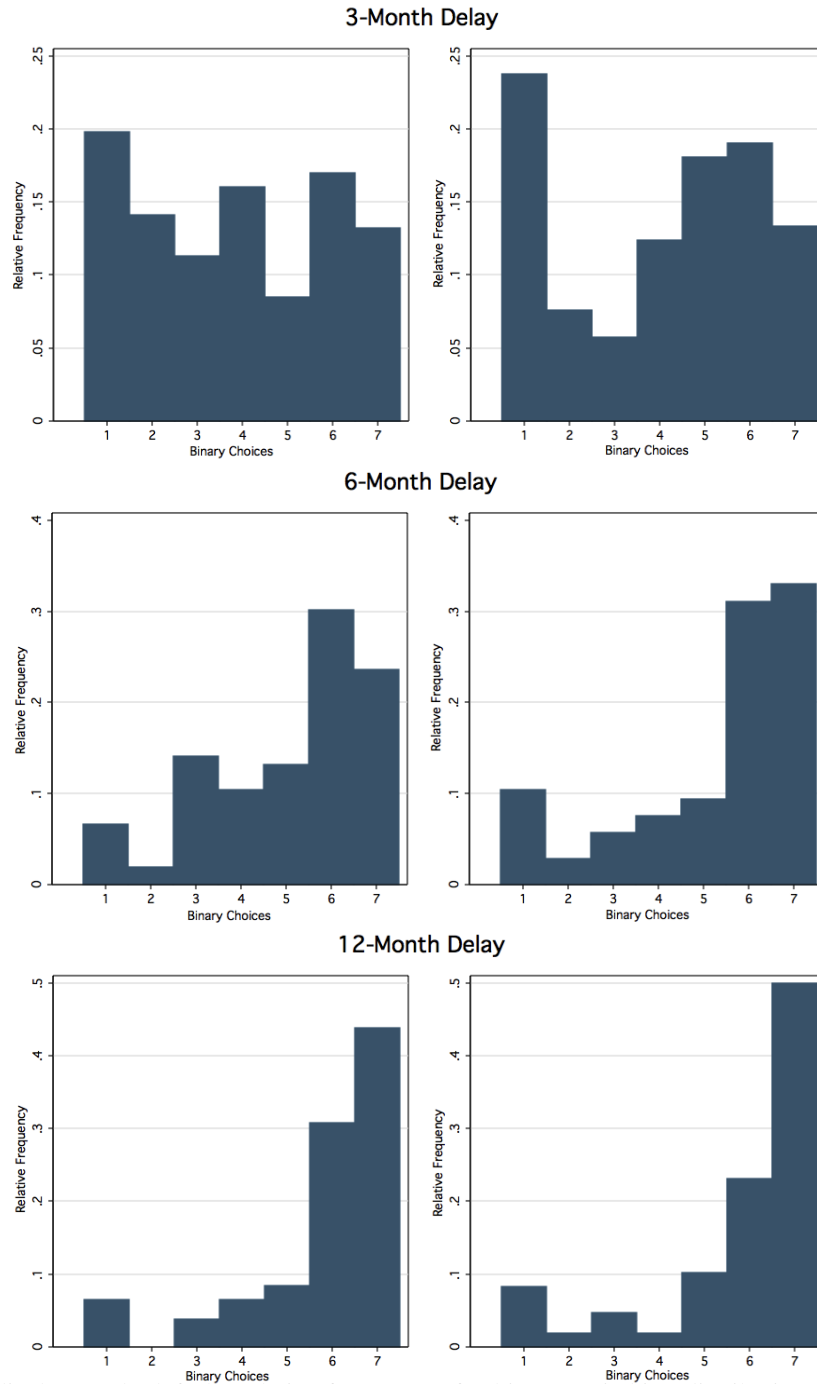 3-Month Delay
.25
.2
.15
.1
.05
0
Relative Frequency
1 2 3 4 5 6 7
Binary Choices
.25
.2
.15
.1
.05
0
Relative Frequency
1 2 3 4 5 6 7
Binary Choices
6-Month Delay
.4
.3
.2
.1
0
Relative Frequency
1 2 3 4 5 6 7
Binary Choices
.4
.3
.2
.1
0
Relative Frequency
1 2 3 4 5 6 7
Binary Choices
12-Month Delay
.5
.4
.3
.2
.1
0
Relative Frequency
1 2 3 4 5 6 7
Binary Choices
.5
.4
.3
.2
.1
0
Relative Frequency
1 2 3 4 5 6 7
Binary Choices